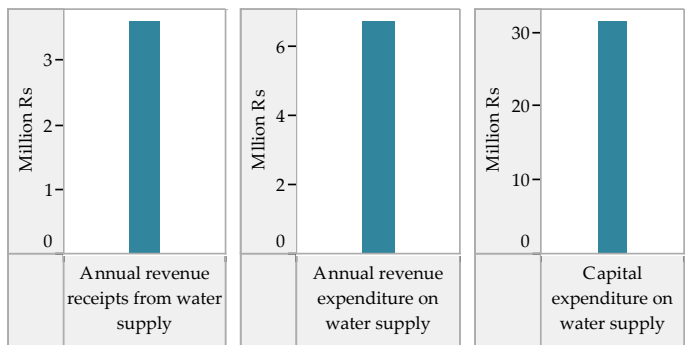 Million Rs
3
2
1
0
Annual revenue
receipts from water
supply
Mllion Rs
6
4
2
0
Annual revenue
expenditure on
water supply
Million Rs
30
20
10
0
Capital
expenditure on
water supply